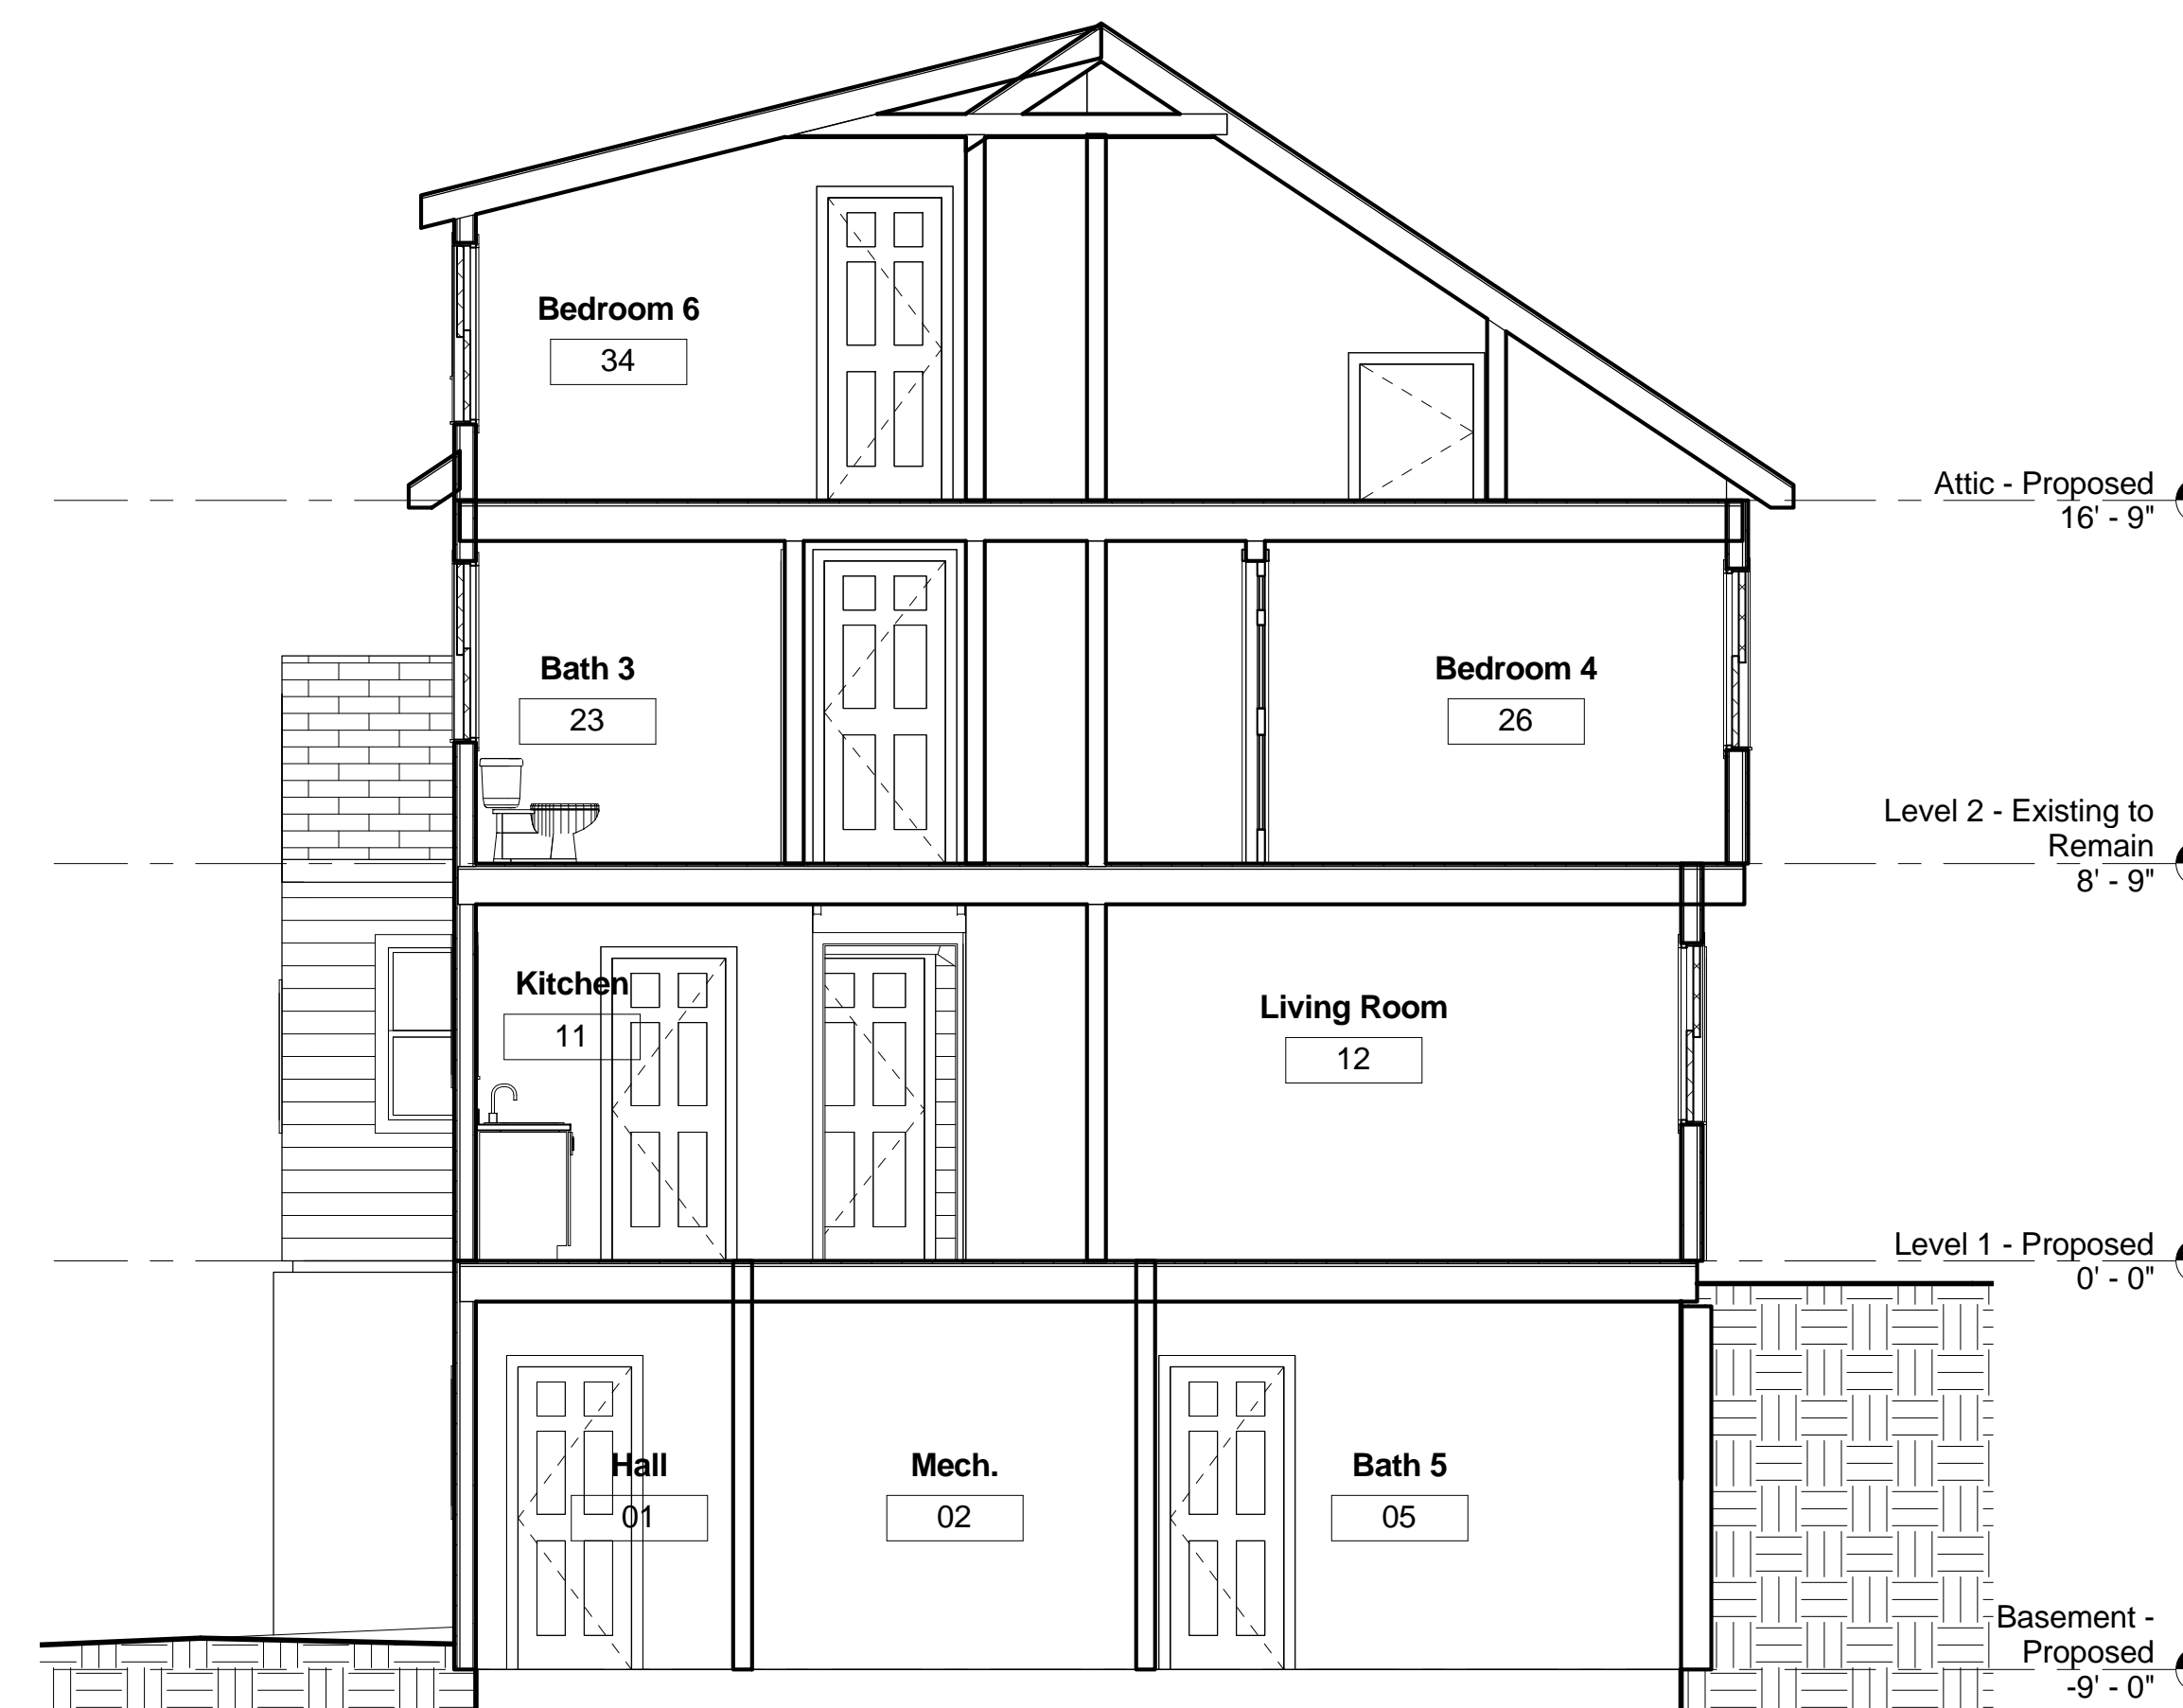 Bedroom 6
34
Attic - Proposed
16' - 9"
Bath 3
23
Bedroom 4
26
Level 2 - Existing to
Remain
8' - 9"
Kitchen
11
Living Room
12
Level 1 - Proposed
0' - 0"
Hall
01
Mech.
02
Bath 5
05
Basement -
Proposed
-9' - 0"